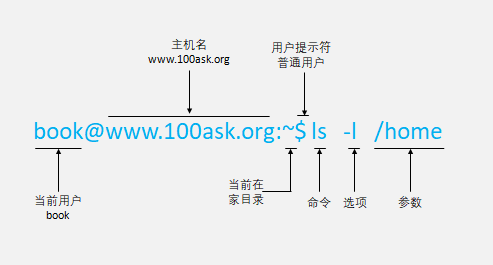 主机名
www.100ask.org
用户提示符
普通用户
book@www.100ask.org:~$ ls -l /home
当前用户
book
当前在
家目录
命令
选项
参数